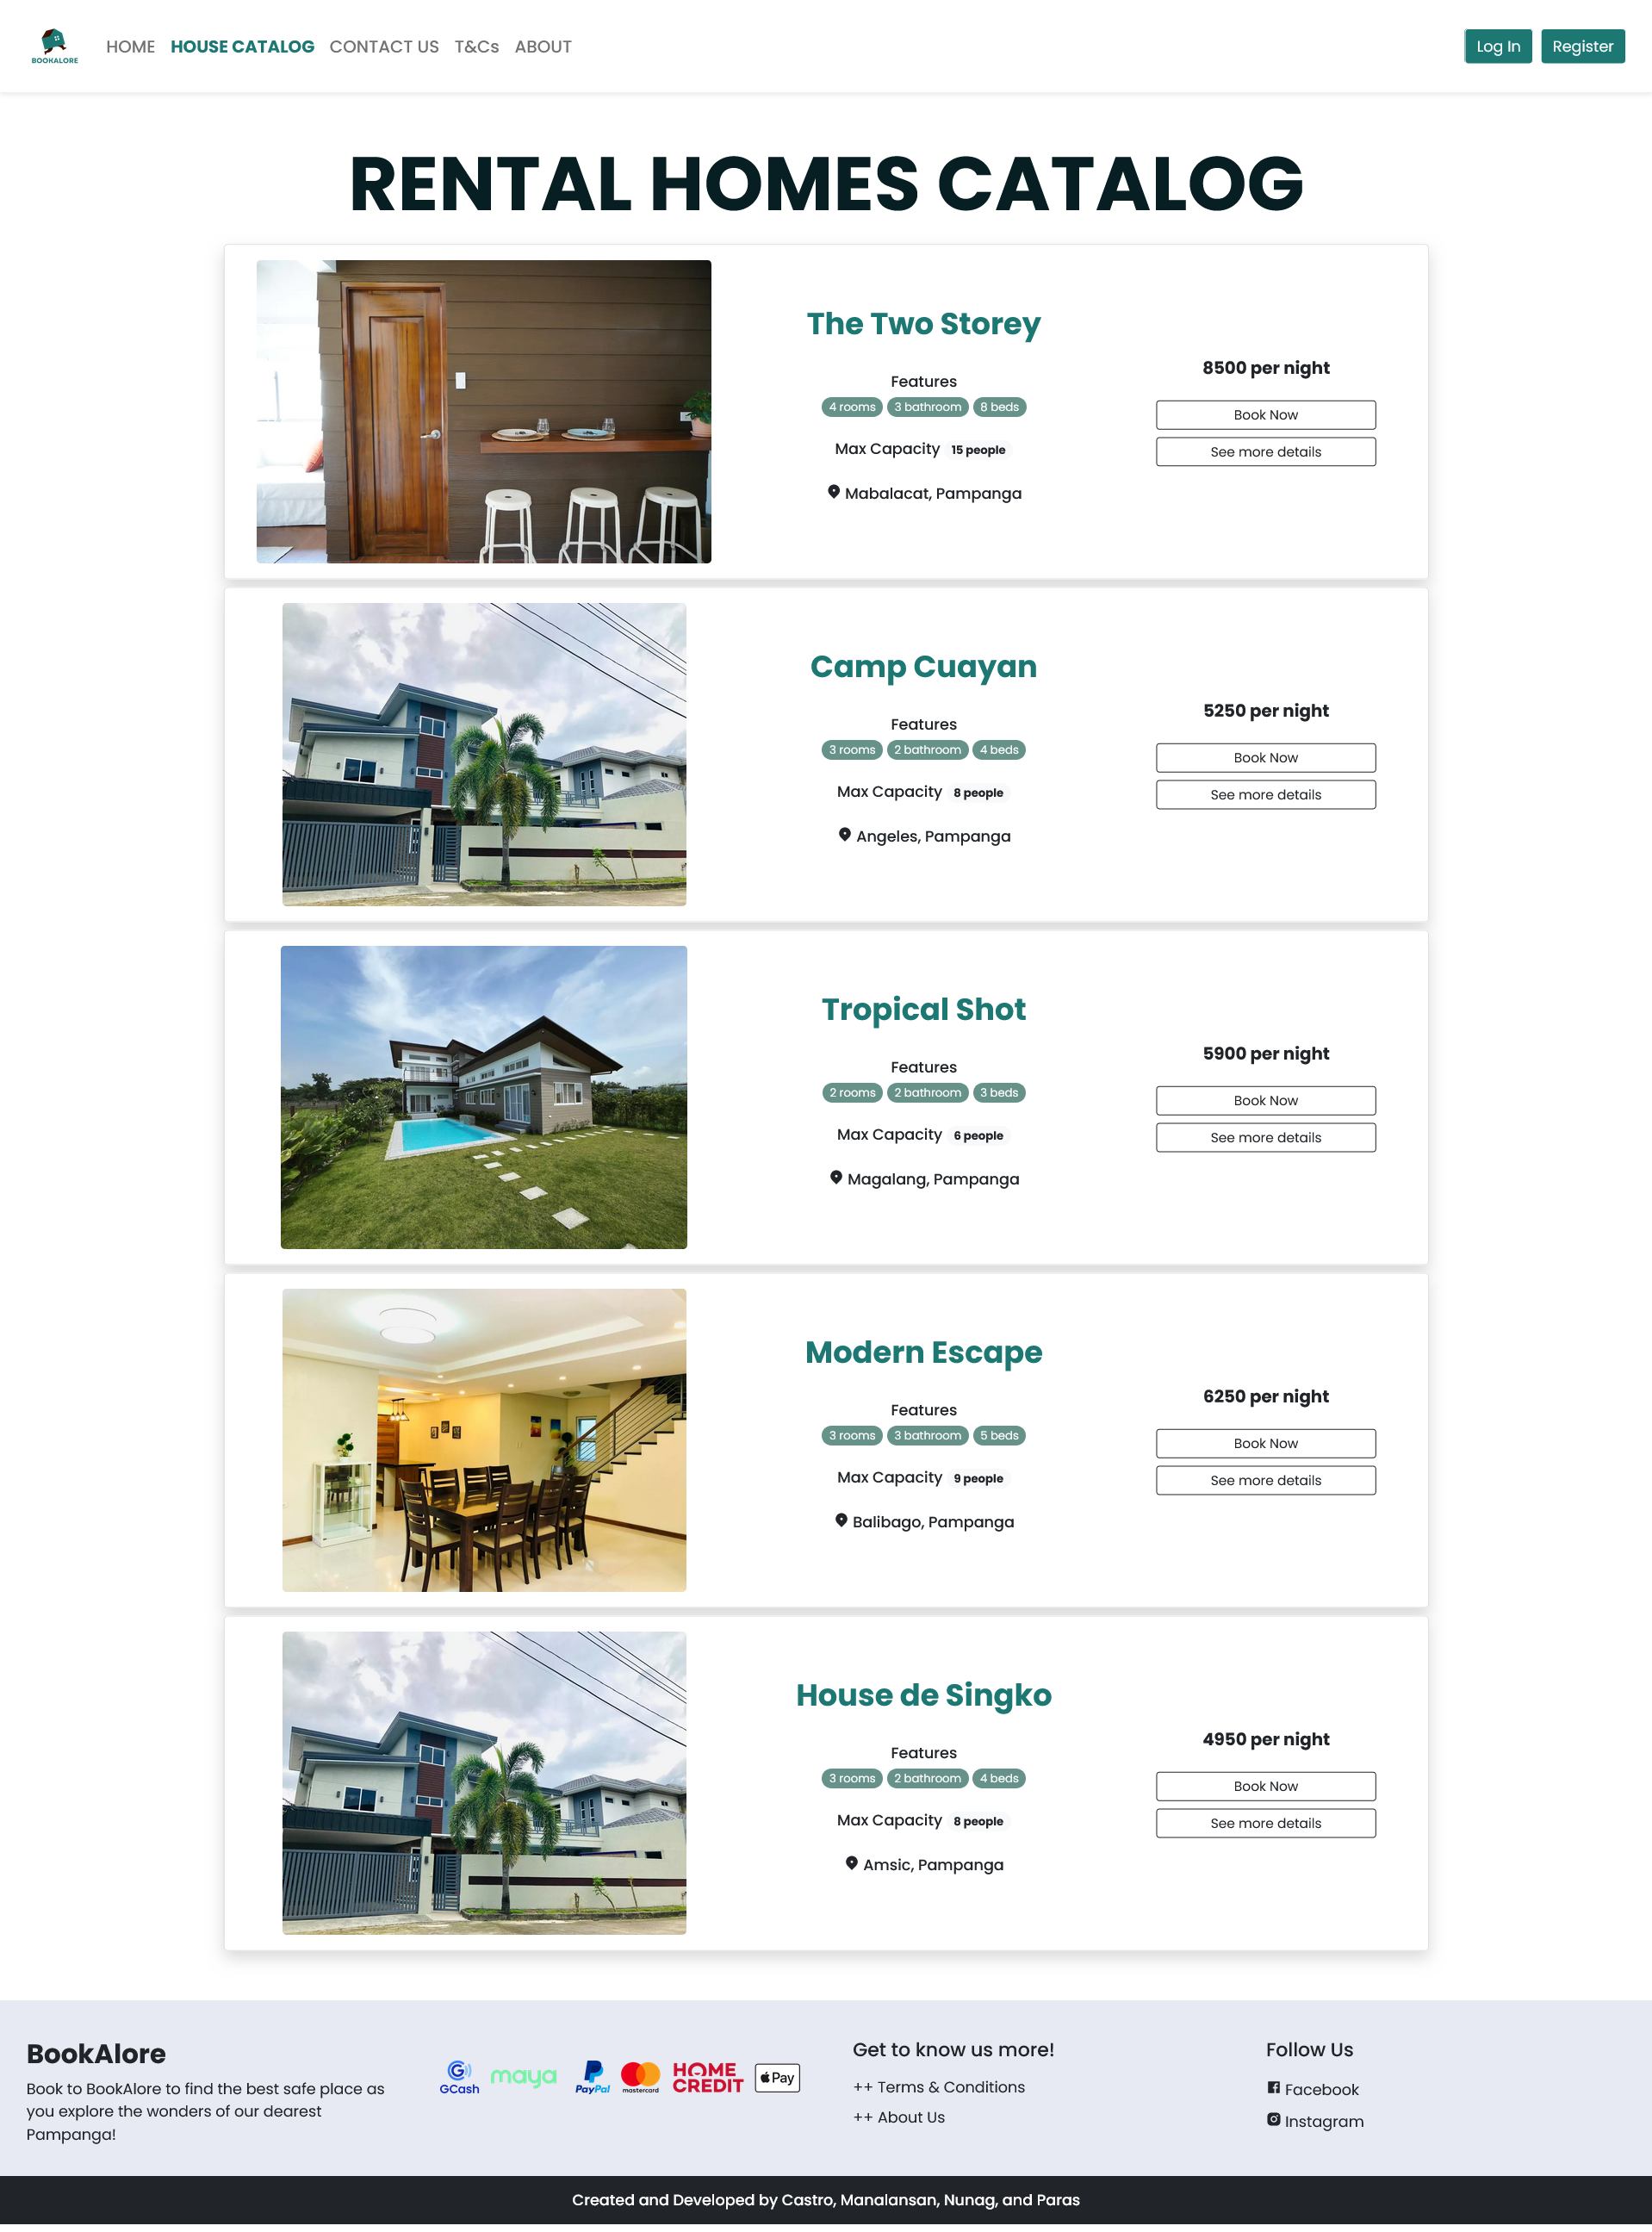 BOOKALORE
HOME HOUSE CATALOG CONTACT US T&Cs ABOUT
Log In Register
RENTAL HOMES CATALOG
The Two Storey
Features
4 rooms 3 bathroom 8 beds
Max Capacity 15 people
Mabalacat, Pampanga
8500 per night
Book Now
See more details
Camp Cuayan
Features
3 rooms 2 bathroom 4 beds
Max Capacity 8 people
Angeles, Pampanga
5250 per night
Book Now
See more details
Tropical Shot
Features
2 rooms 2 bathroom 3 beds
Max Capacity 6 people
Magalang, Pampanga
5900 per night
Book Now
See more details
Modern Escape
Features
3 rooms 3 bathroom 5 beds
Max Capacity 9 people
Balibago, Pampanga
6250 per night
Book Now
See more details
House de Singko
Features
3 rooms 2 bathroom 4 beds
Max Capacity 8 people
Amsic, Pampanga
4950 per night
Book Now
See more details
BookAlore
Book to BookAlore to find the best safe place as
you explore the wonders of our dearest
Pampanga!
GCash maya PayPal mastercard HOME CREDIT Pay
Get to know us more!
++ Terms & Conditions
++ About Us
Follow Us
Facebook
Instagram
Created and Developed by Castro, Manalansan, Nunag, and Paras